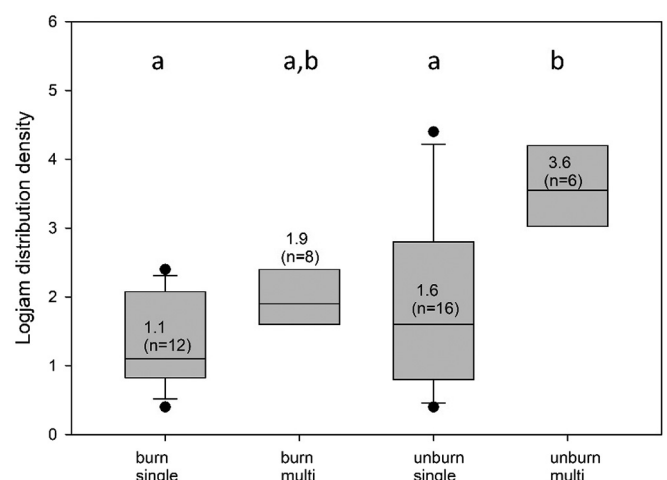 6
5
4
3
2
1
0
Logjam distribution density
a
a,b
a
b
1.1
(n=12)
1.9
(n=8)
1.6
(n=16)
3.6
(n=6)
burn
single
burn
multi
unburn
single
unburn
multi